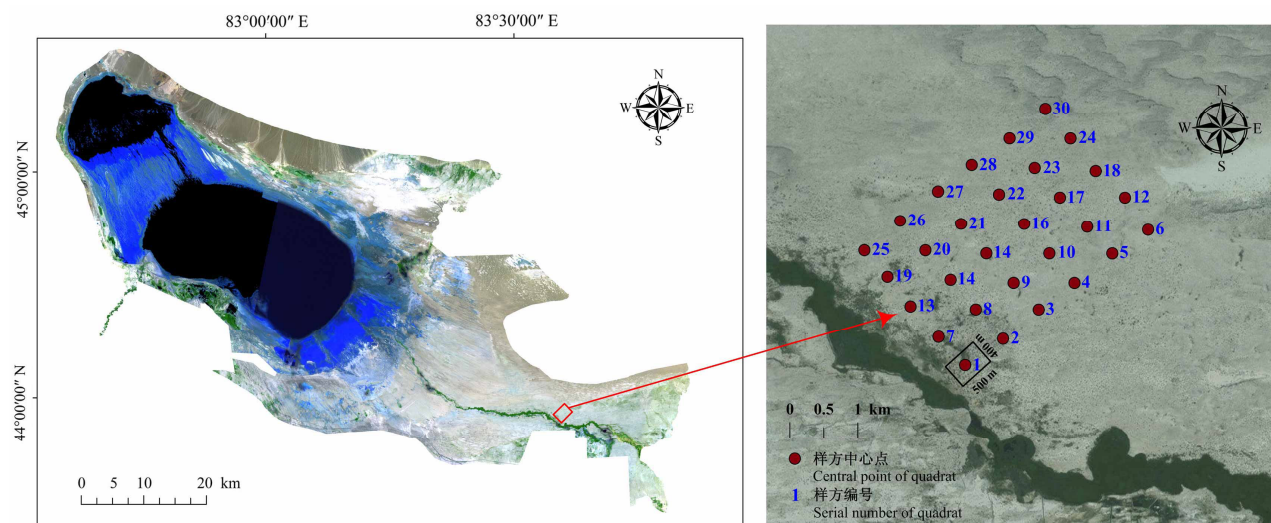 83°00′00″ E
83°30′00″ E
N
W
E
S
45°00′00″ N
44°00′00″ N
0 10 20 km
N
W
E
S
30
29
24
28
23
18
27
22
17
12
26
21
16
11
6
25
20
14
10
5
19
14
9
4
13
8
3
7
2
1
400 m
500 m
0 0.5 1 km
样方中心点
Central point of quadrat
1 样方编号
Serial number of quadrat